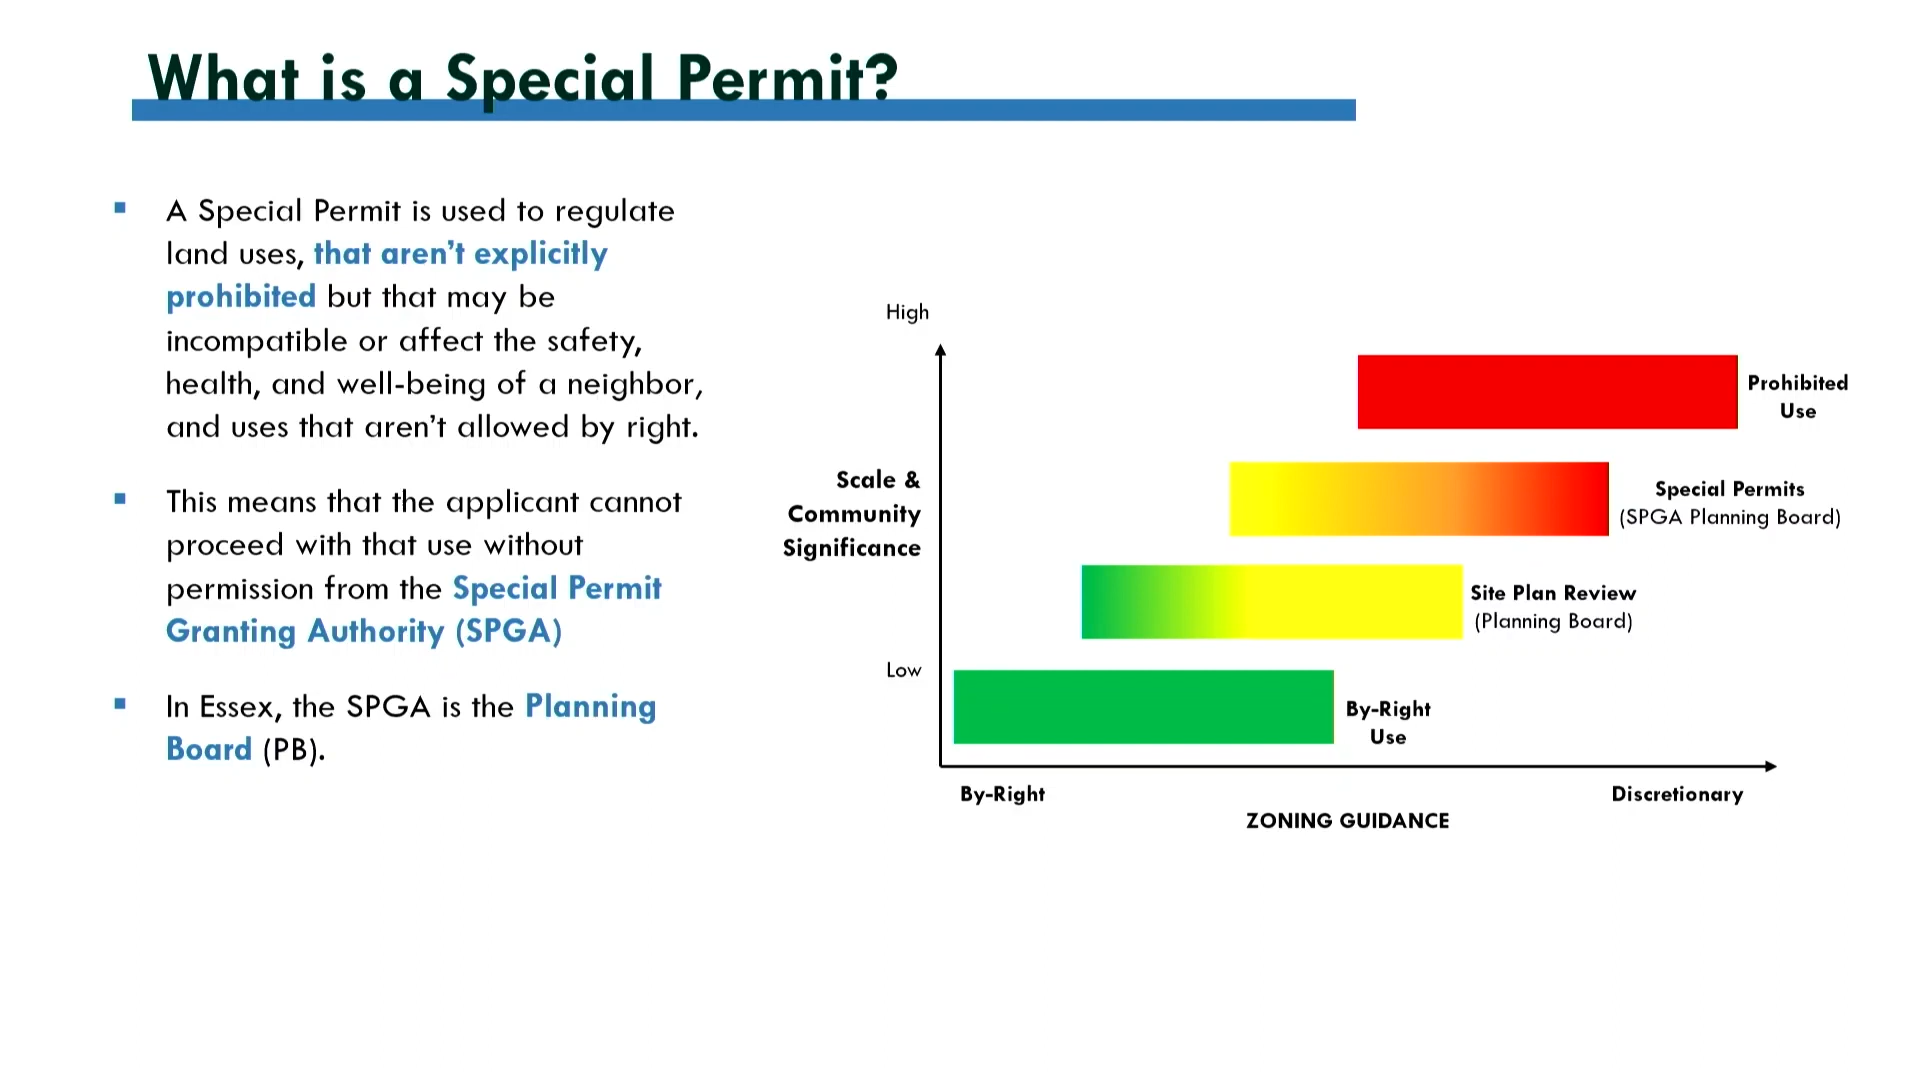 What is a Special Permit?
A Special Permit is used to regulate
land uses, that aren't explicitly
prohibited but that may be
incompatible or affect the safety,
health, and well-being of a neighbor,
and uses that aren't allowed by right.
This means that the applicant cannot
proceed with that use without
permission from the Special Permit
Granting Authority (SPGA)
In Essex, the SPGA is the Planning
Board (PB).
High
Scale &
Community
Significance
Low
Prohibited
Use
Special Permits
(SPGA Planning Board)
Site Plan Review
(Planning Board)
By-Right
Use
By-Right
Discretionary
ZONING GUIDANCE